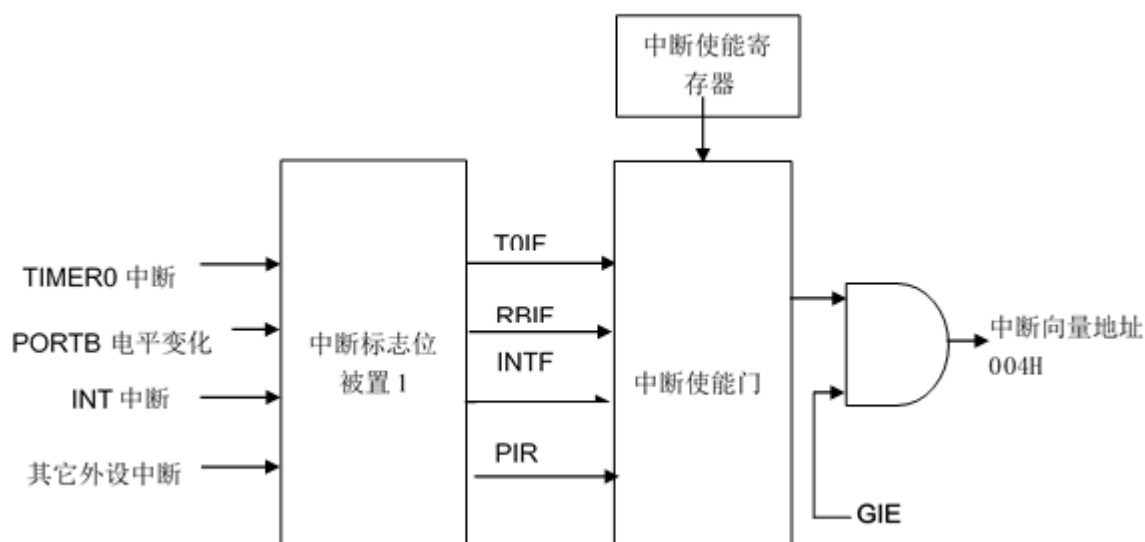 中断使能寄
存器
T0IF
TIMER0 中断
RBIF
PORTB 电平变化
中断标志位
被置 1
INTF
中断使能门
中断向量地址
004H
INT 中断
PIR
其它外设中断
GIE